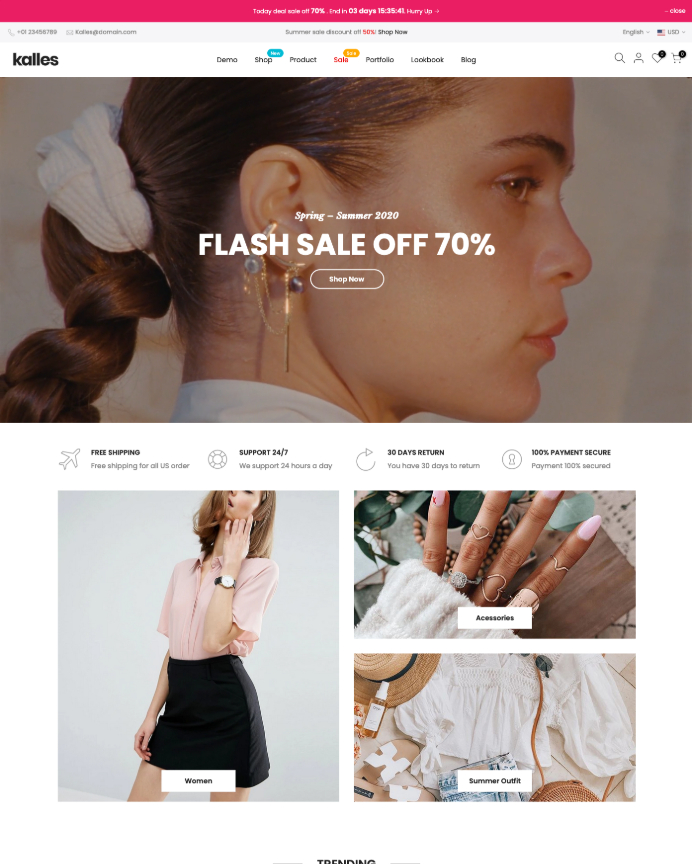 Today deal sale off 70% . End in 03 days 15:35:41. Hurry Up →
× close
+01 23456789 Kalles@domain.com Summer sale discount off 50%! Shop Now English USD
kalles
New Sale
Demo Shop Product Sale Portfolio Lookbook Blog
0 0
Spring – Summer 2020
FLASH SALE OFF 70%
Shop Now
FREE SHIPPING
Free shipping for all US order
SUPPORT 24/7
We support 24 hours a day
30 DAYS RETURN
You have 30 days to return
100% PAYMENT SECURE
Payment 100% secured
Acessories
Women
Summer Outfit
TRENDING